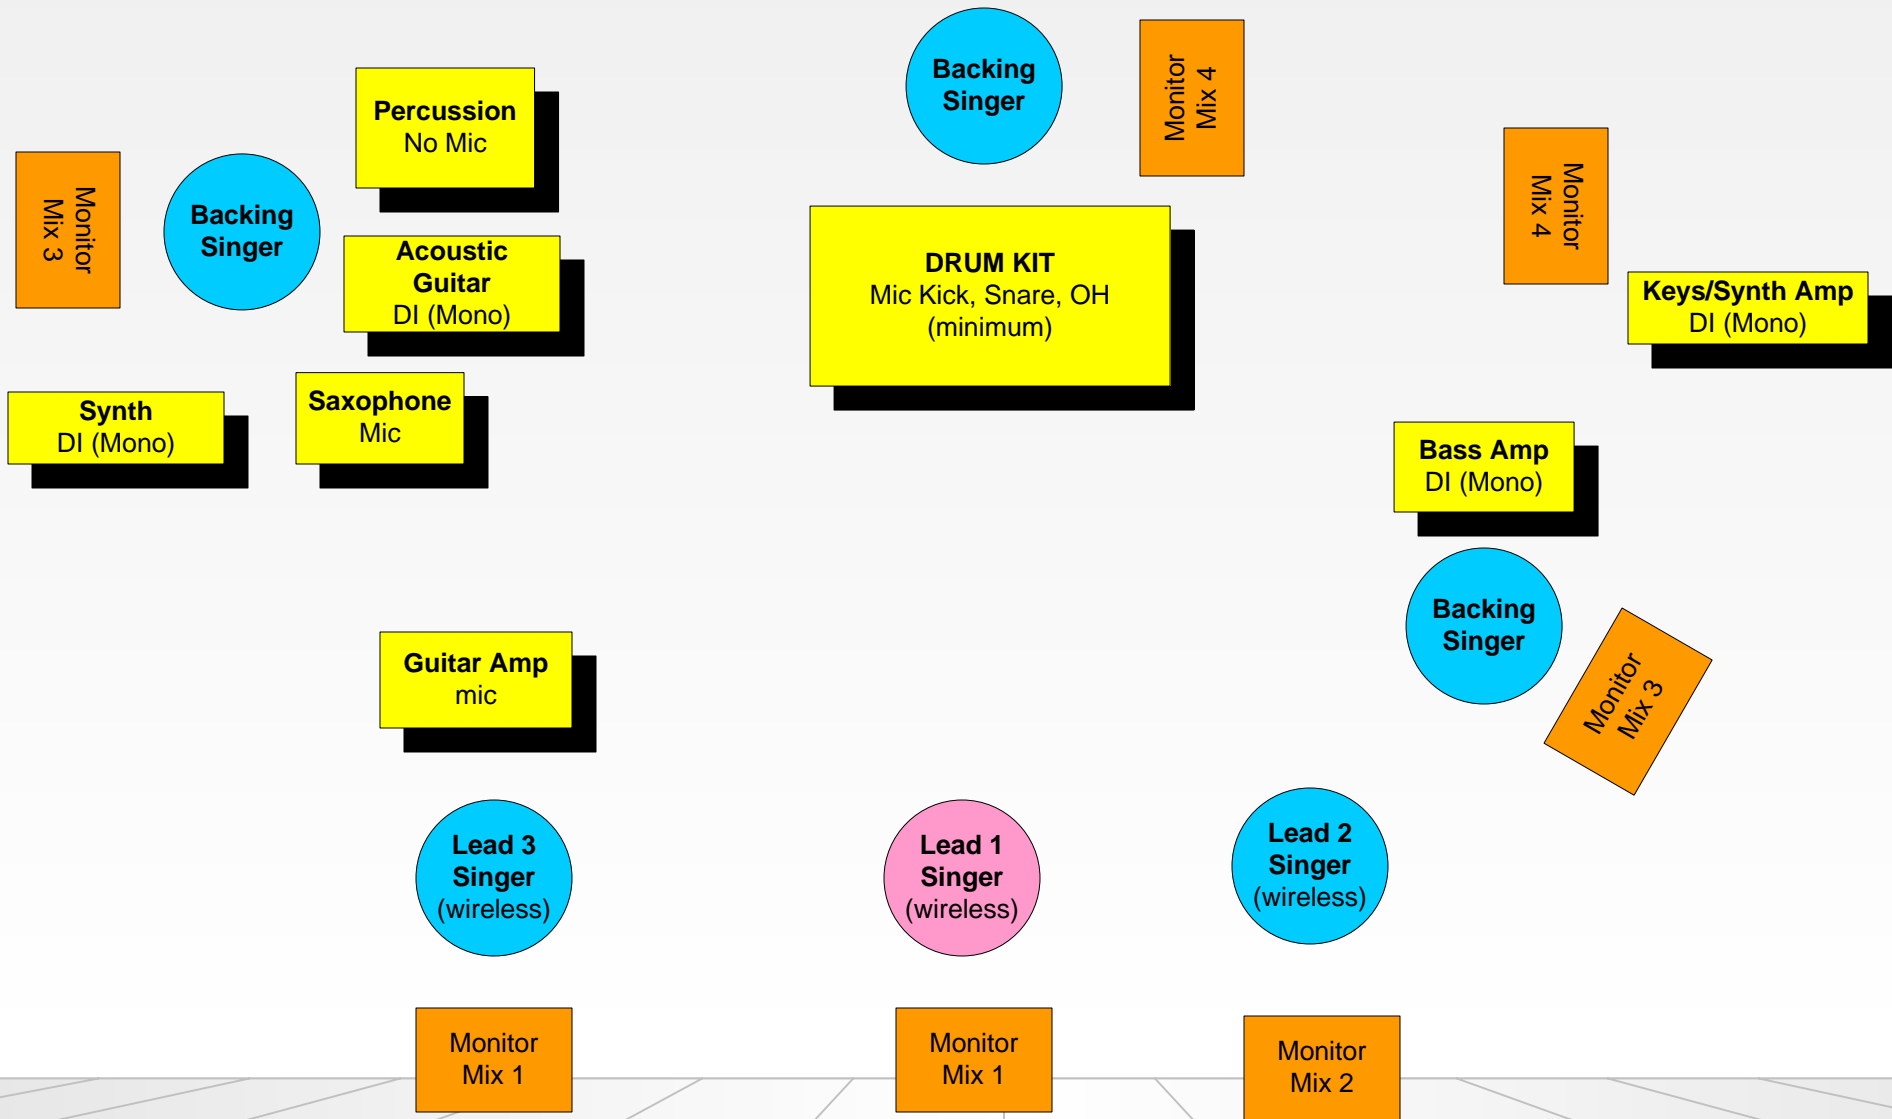 Backing
Singer
Monitor
Mix 4
Percussion
No Mic
Monitor
Mix 3
Backing
Singer
Acoustic
Guitar
DI (Mono)
DRUM KIT
Mic Kick, Snare, OH
(minimum)
Monitor
Mix 4
Keys/Synth Amp
DI (Mono)
Synth
DI (Mono)
Saxophone
Mic
Bass Amp
DI (Mono)
Backing
Singer
Monitor
Mix 3
Guitar Amp
mic
Lead 3
Singer
(wireless)
Lead 1
Singer
(wireless)
Lead 2
Singer
(wireless)
Monitor
Mix 1
Monitor
Mix 1
Monitor
Mix 2